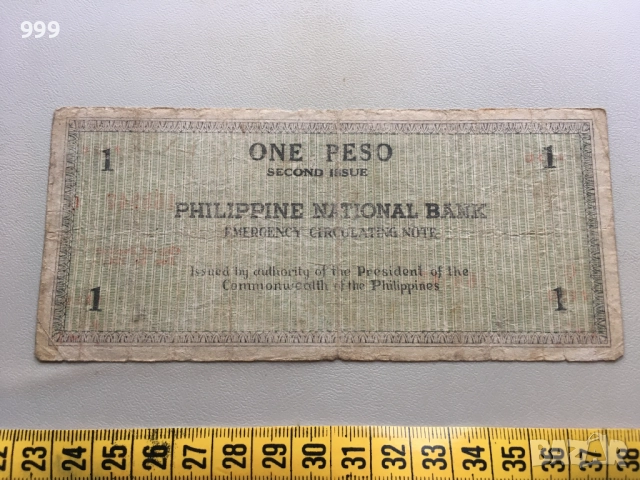 999
1 ONE PESO 1
SECOND ISSUE
PHILIPPINE NATIONAL BANK
EMERGENCY CIRCULATING NOTE
Issued by authority of the President of the
1 Commonwealth of the Philippines 1
22 23 24 25 26 27 28 29 30 31 32 33 34 35 36 37 38